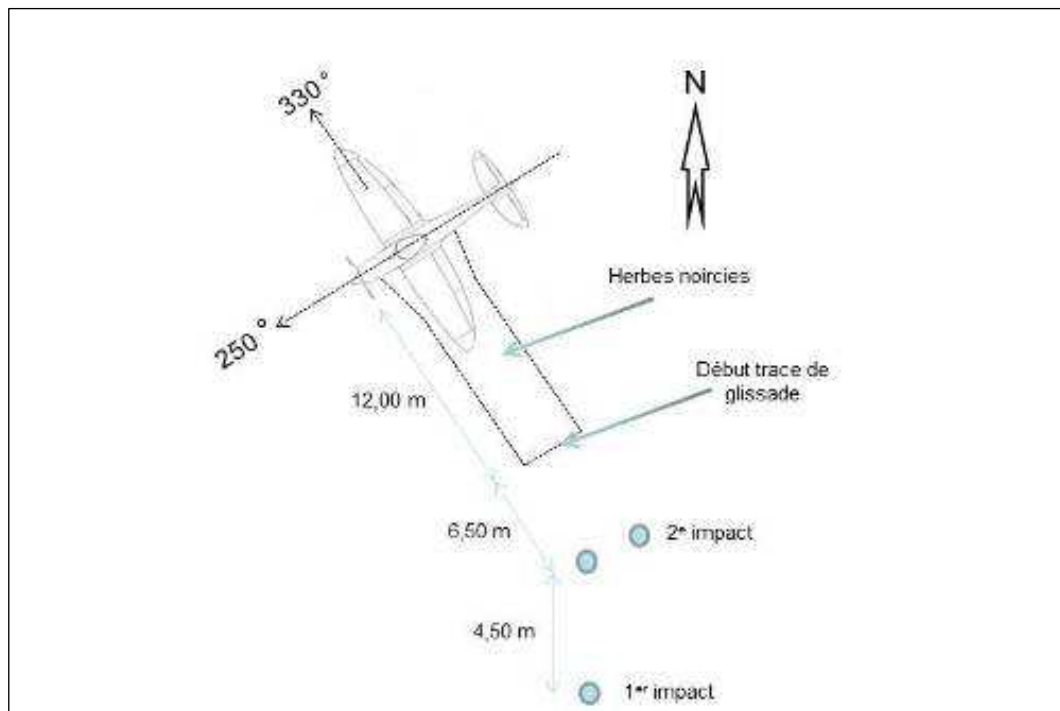 330°
N
Herbes noircies
250°
Début trace de
glissade
12,00 m
6,50 m
2e impact
4,50 m
1er impact